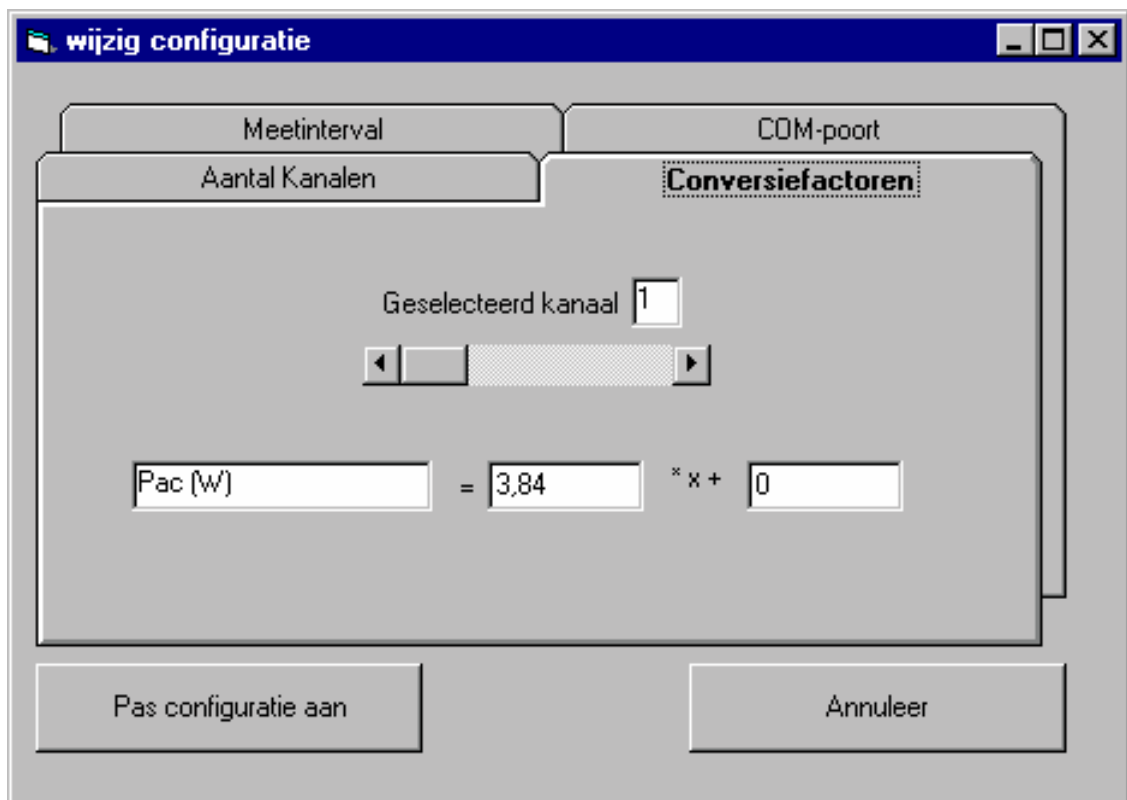 wijzig configuratie
Meetinterval COM-poort
Aantal Kanalen Conversiefactoren
Geselecteerd kanaal 1
Pac (W) = 3,84 * x + 0
Pas configuratie aan Annuleer